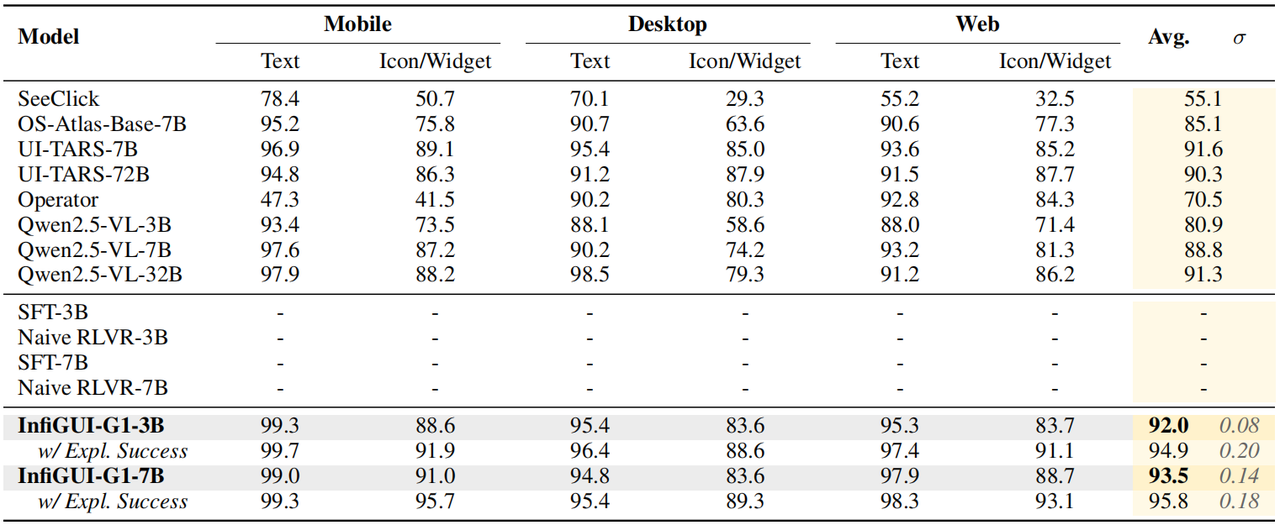 Model Mobile Desktop Web Avg. σ
Text Icon/Widget Text Icon/Widget Text Icon/Widget
SeeClick 78.4 50.7 70.1 29.3 55.2 32.5 55.1
OS-Atlas-Base-7B 95.2 75.8 90.7 63.6 90.6 77.3 85.1
UI-TARS-7B 96.9 89.1 95.4 85.0 93.6 85.2 91.6
UI-TARS-72B 94.8 86.3 91.2 87.9 91.5 87.7 90.3
Operator 47.3 41.5 90.2 80.3 92.8 84.3 70.5
Qwen2.5-VL-3B 93.4 73.5 88.1 58.6 88.0 71.4 80.9
Qwen2.5-VL-7B 97.6 87.2 90.2 74.2 93.2 81.3 88.8
Qwen2.5-VL-32B 97.9 88.2 98.5 79.3 91.2 86.2 91.3
SFT-3B - - - - - - -
Naive RLVR-3B - - - - - - -
SFT-7B - - - - - - -
Naive RLVR-7B - - - - - - -
InfiGUI-G1-3B 99.3 88.6 95.4 83.6 95.3 83.7 92.0 0.08
w/ Expl. Success 99.7 91.9 96.4 88.6 97.4 91.1 94.9 0.20
InfiGUI-G1-7B 99.0 91.0 94.8 83.6 97.9 88.7 93.5 0.14
w/ Expl. Success 99.3 95.7 95.4 89.3 98.3 93.1 95.8 0.18